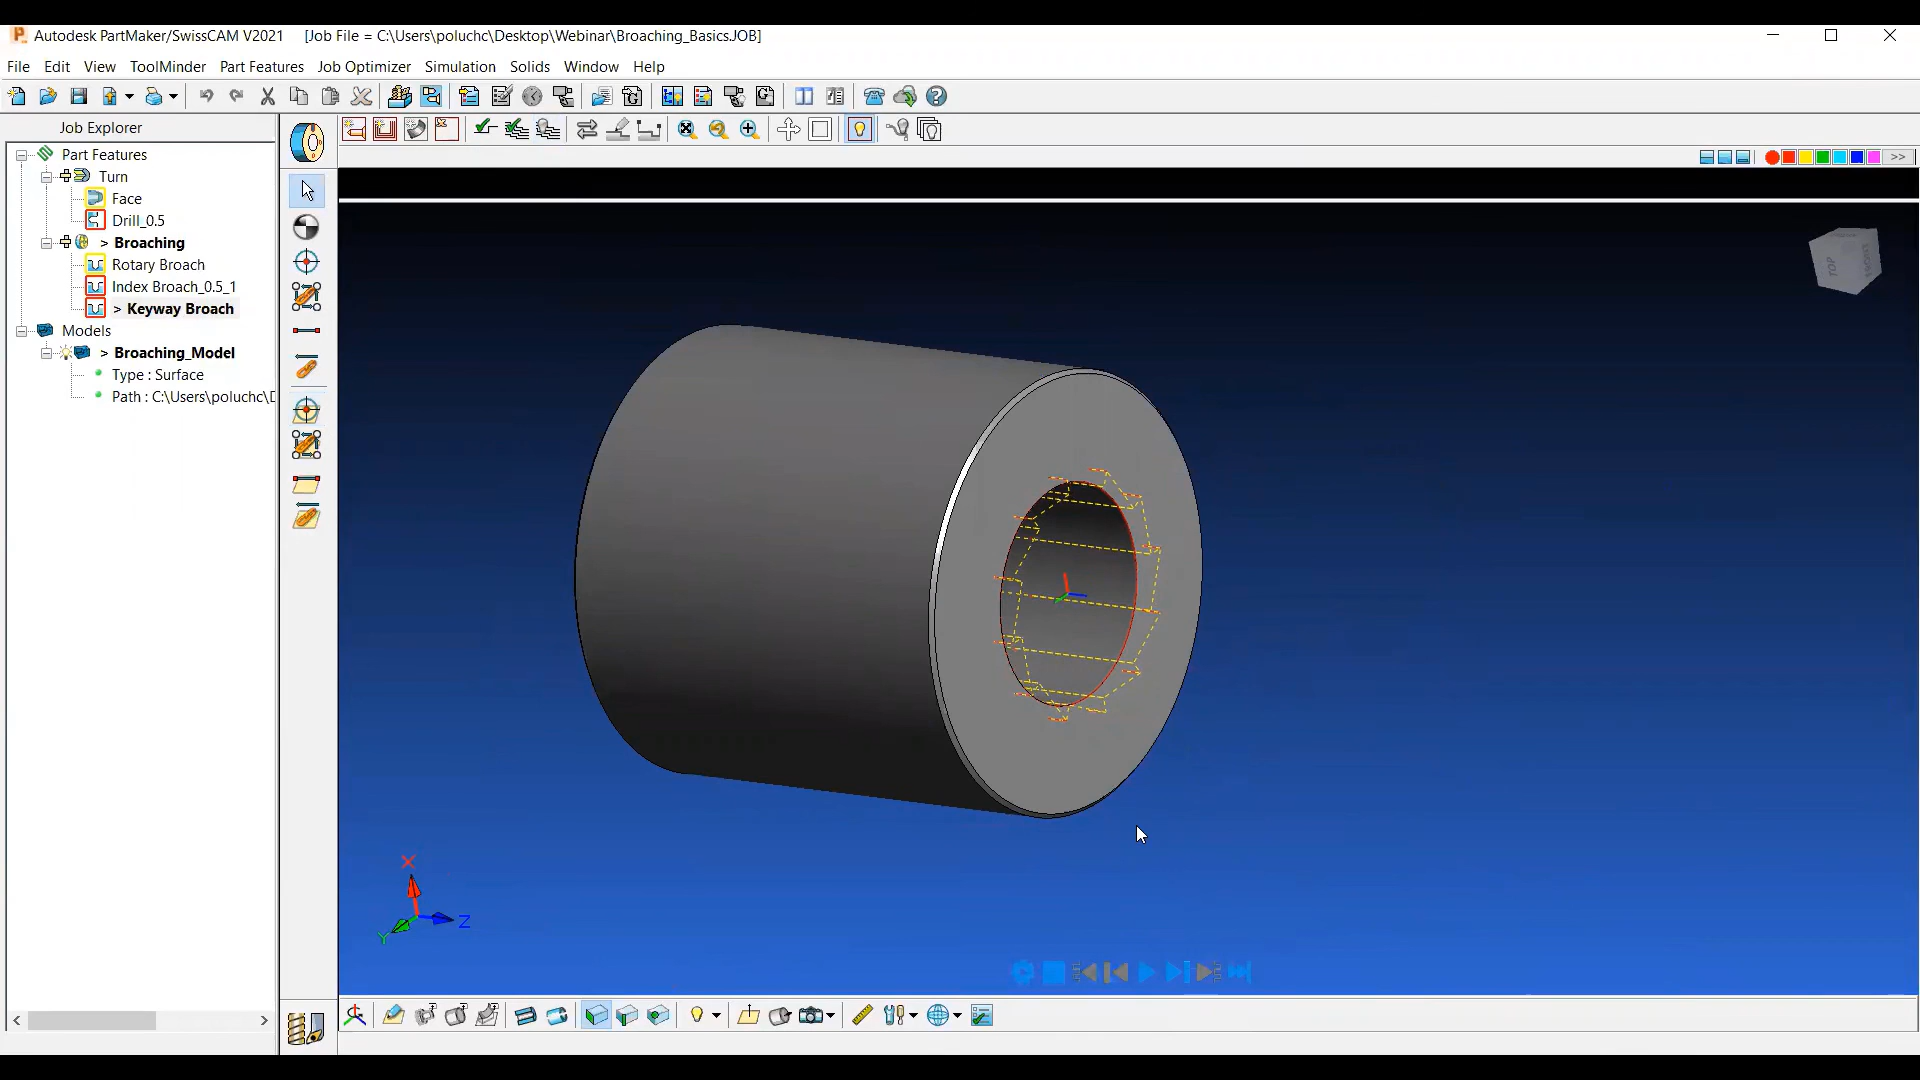 Autodesk PartMaker/SwissCAM V2021 [Job File = C:\Users\poluchc\Desktop\Webinar\Broaching_Basics.JOB]
File Edit View ToolMinder Part Features Job Optimizer Simulation Solids Window Help
Job Explorer
>>
Part Features
Turn
Face
Drill_0.5
> Broaching
Rotary Broach
Index Broach_0.5_1
> Keyway Broach
Models
> Broaching_Model
Type : Surface
Path : C:\Users\poluchc\D
TOP
X
Z
Y